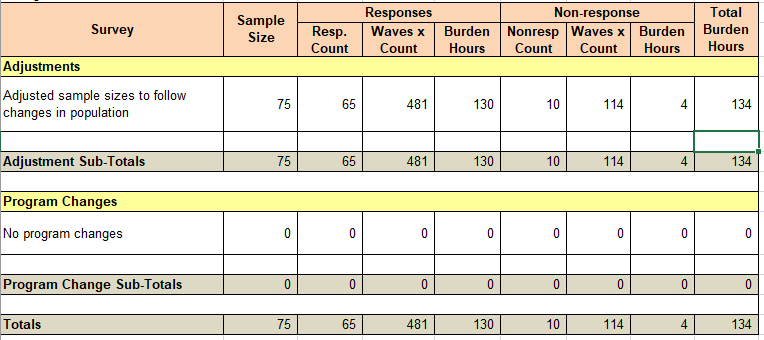 Survey Sample Size Responses Non-response Total Burden Hours
Resp. Count Waves x Count Burden Hours Nonresp Count Waves x Count Burden Hours
Adjustments
Adjusted sample sizes to follow changes in population 75 65 481 130 10 114 4 134
Adjustment Sub-Totals 75 65 481 130 10 114 4 134
Program Changes
No program changes 0 0 0 0 0 0 0 0
Program Change Sub-Totals 0 0 0 0 0 0 0 0
Totals 75 65 481 130 10 114 4 134